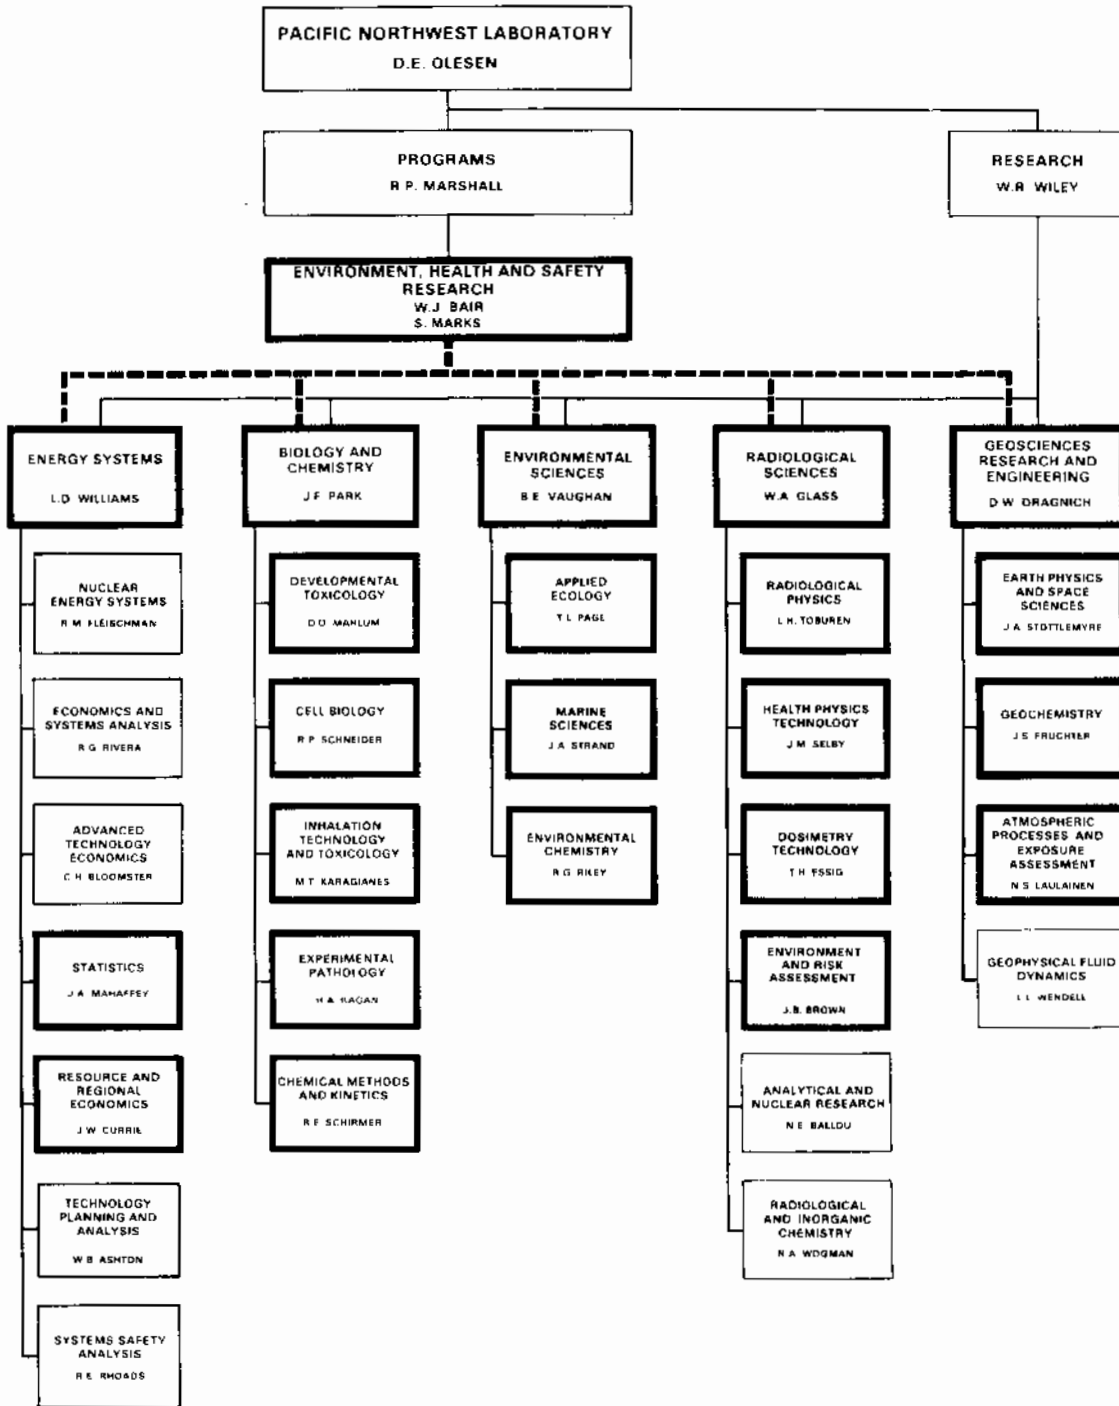 PACIFIC NORTHWEST LABORATORY
D.E. OLESEN
PROGRAMS
R.P. MARSHALL
RESEARCH
W.R. WILEY
ENVIRONMENT, HEALTH AND SAFETY
RESEARCH
W.J. BAIR
S. MARKS
ENERGY SYSTEMS
L.D. WILLIAMS
NUCLEAR
ENERGY SYSTEMS
R.M. FLEISCHMAN
ECONOMICS AND
SYSTEMS ANALYSIS
R.G. RIVERA
ADVANCED
TECHNOLOGY
ECONOMICS
C.H. BLOOMSTER
STATISTICS
J.A. MAHAFFEY
RESOURCE AND
REGIONAL
ECONOMICS
J.W. CURRIE
TECHNOLOGY
PLANNING AND
ANALYSIS
W.B. ASHTON
SYSTEMS SAFETY
ANALYSIS
R.E. RHOADS
BIOLOGY AND
CHEMISTRY
J.F. PARK
DEVELOPMENTAL
TOXICOLOGY
D.D. MAHLUM
CELL BIOLOGY
R.P. SCHNEIDER
INHALATION
TECHNOLOGY
AND TOXICOLOGY
M.T. KARAGIANES
EXPERIMENTAL
PATHOLOGY
H.A. RAGAN
CHEMICAL METHODS
AND KINETICS
R.E. SCHIRMER
ENVIRONMENTAL
SCIENCES
B.E. VAUGHAN
APPLIED
ECOLOGY
T.L. PAGE
MARINE
SCIENCES
J.A. STRAND
ENVIRONMENTAL
CHEMISTRY
R.G. RILEY
RADIOLOGICAL
SCIENCES
W.A. GLASS
RADIOLOGICAL
PHYSICS
L.H. TOBUREN
HEALTH PHYSICS
TECHNOLOGY
J.M. SELBY
DOSIMETRY
TECHNOLOGY
T.H. ESSIG
ENVIRONMENT
AND RISK
ASSESSMENT
J.B. BROWN
ANALYTICAL AND
NUCLEAR RESEARCH
N.E. BALLOU
RADIOLOGICAL
AND INORGANIC
CHEMISTRY
N.A. WOGMAN
GEOSCIENCES
RESEARCH AND
ENGINEERING
D.W. DRAGNICH
EARTH PHYSICS
AND SPACE
SCIENCES
J.A. STOTTLEMYRE
GEOCHEMISTRY
J.S. FRUCHTER
ATMOSPHERIC
PROCESSES AND
EXPOSURE
ASSESSMENT
N.S. LAULAINEN
GEOPHYSICAL FLUID
DYNAMICS
L.L. WENDELL